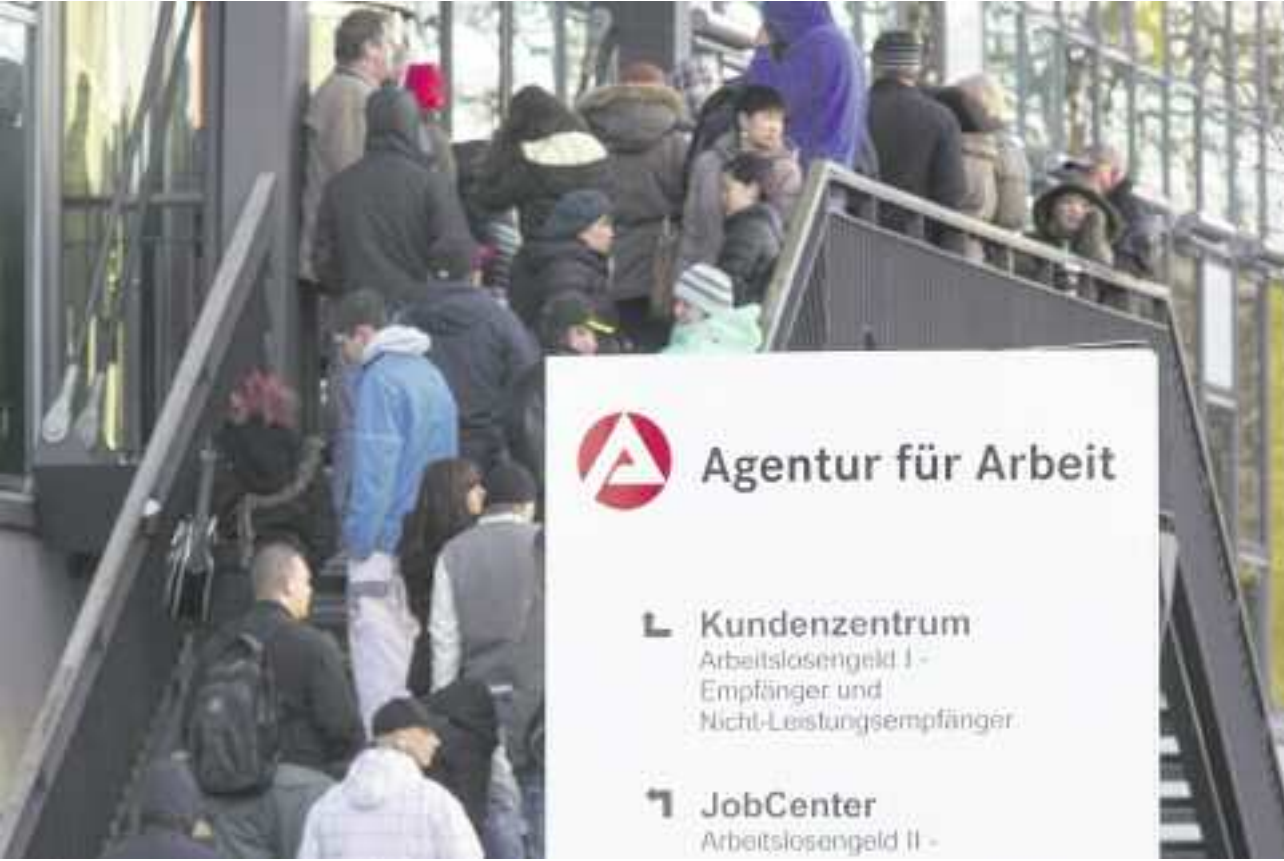 Agentur für Arbeit
Kundenzentrum
Arbeitslosengeld I -
Empfänger und
Nicht-Leistungsempfänger
JobCenter
Arbeitslosengeld II -